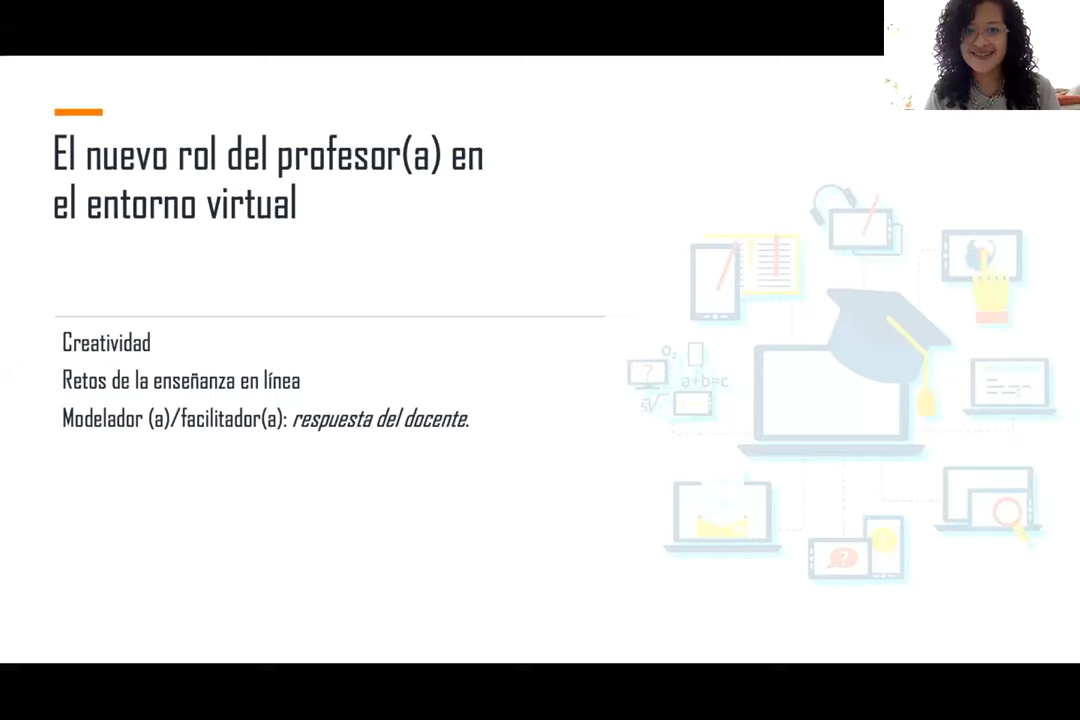 El nuevo rol del profesor(a) en
el entorno virtual
Creatividad
Retos de la enseñanza en línea
Modelador (a)/facilitador(a): respuesta del docente.
?
a+b=c
?